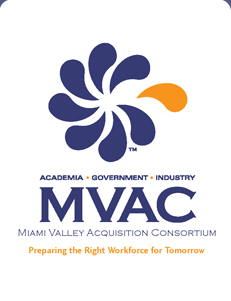 TM
ACADEMIA • GOVERNMENT • INDUSTRY
MVAC
MIAMI VALLEY ACQUISITION CONSORTIUM
Preparing the Right Workforce for Tomorrow